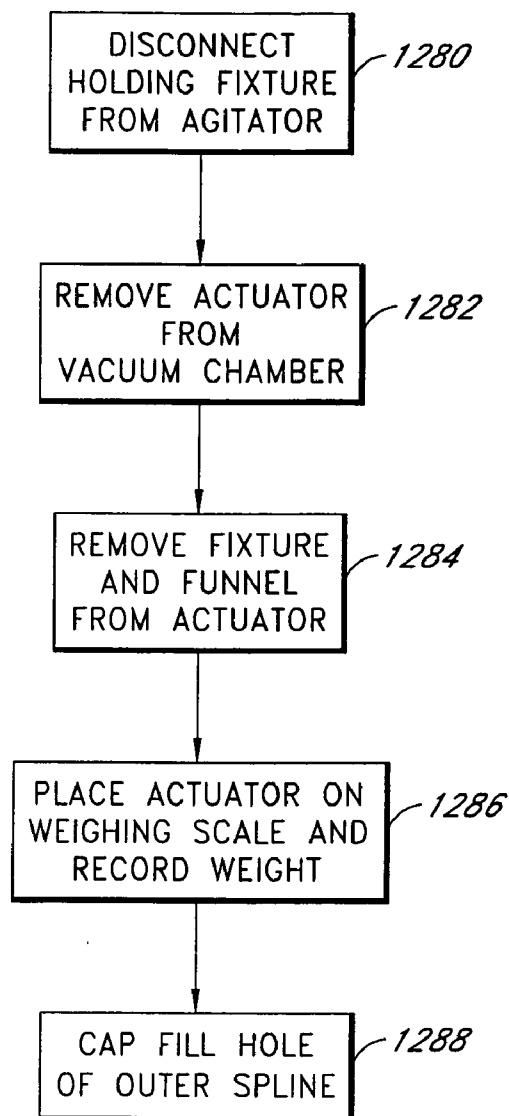 DISCONNECT
HOLDING FIXTURE
FROM AGITATOR
1280
REMOVE ACTUATOR
FROM
VACUUM CHAMBER
1282
REMOVE FIXTURE
AND FUNNEL
FROM ACTUATOR
1284
PLACE ACTUATOR ON
WEIGHING SCALE AND
RECORD WEIGHT
1286
CAP FILL HOLE
OF OUTER SPLINE
1288